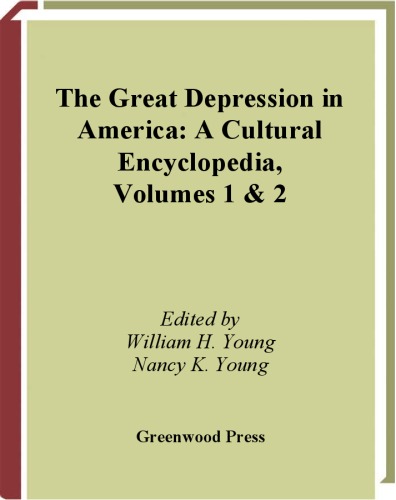 The Great Depression in
America: A Cultural
Encyclopedia,
Volumes 1 & 2
Edited by
William H. Young
Nancy K. Young
Greenwood Press